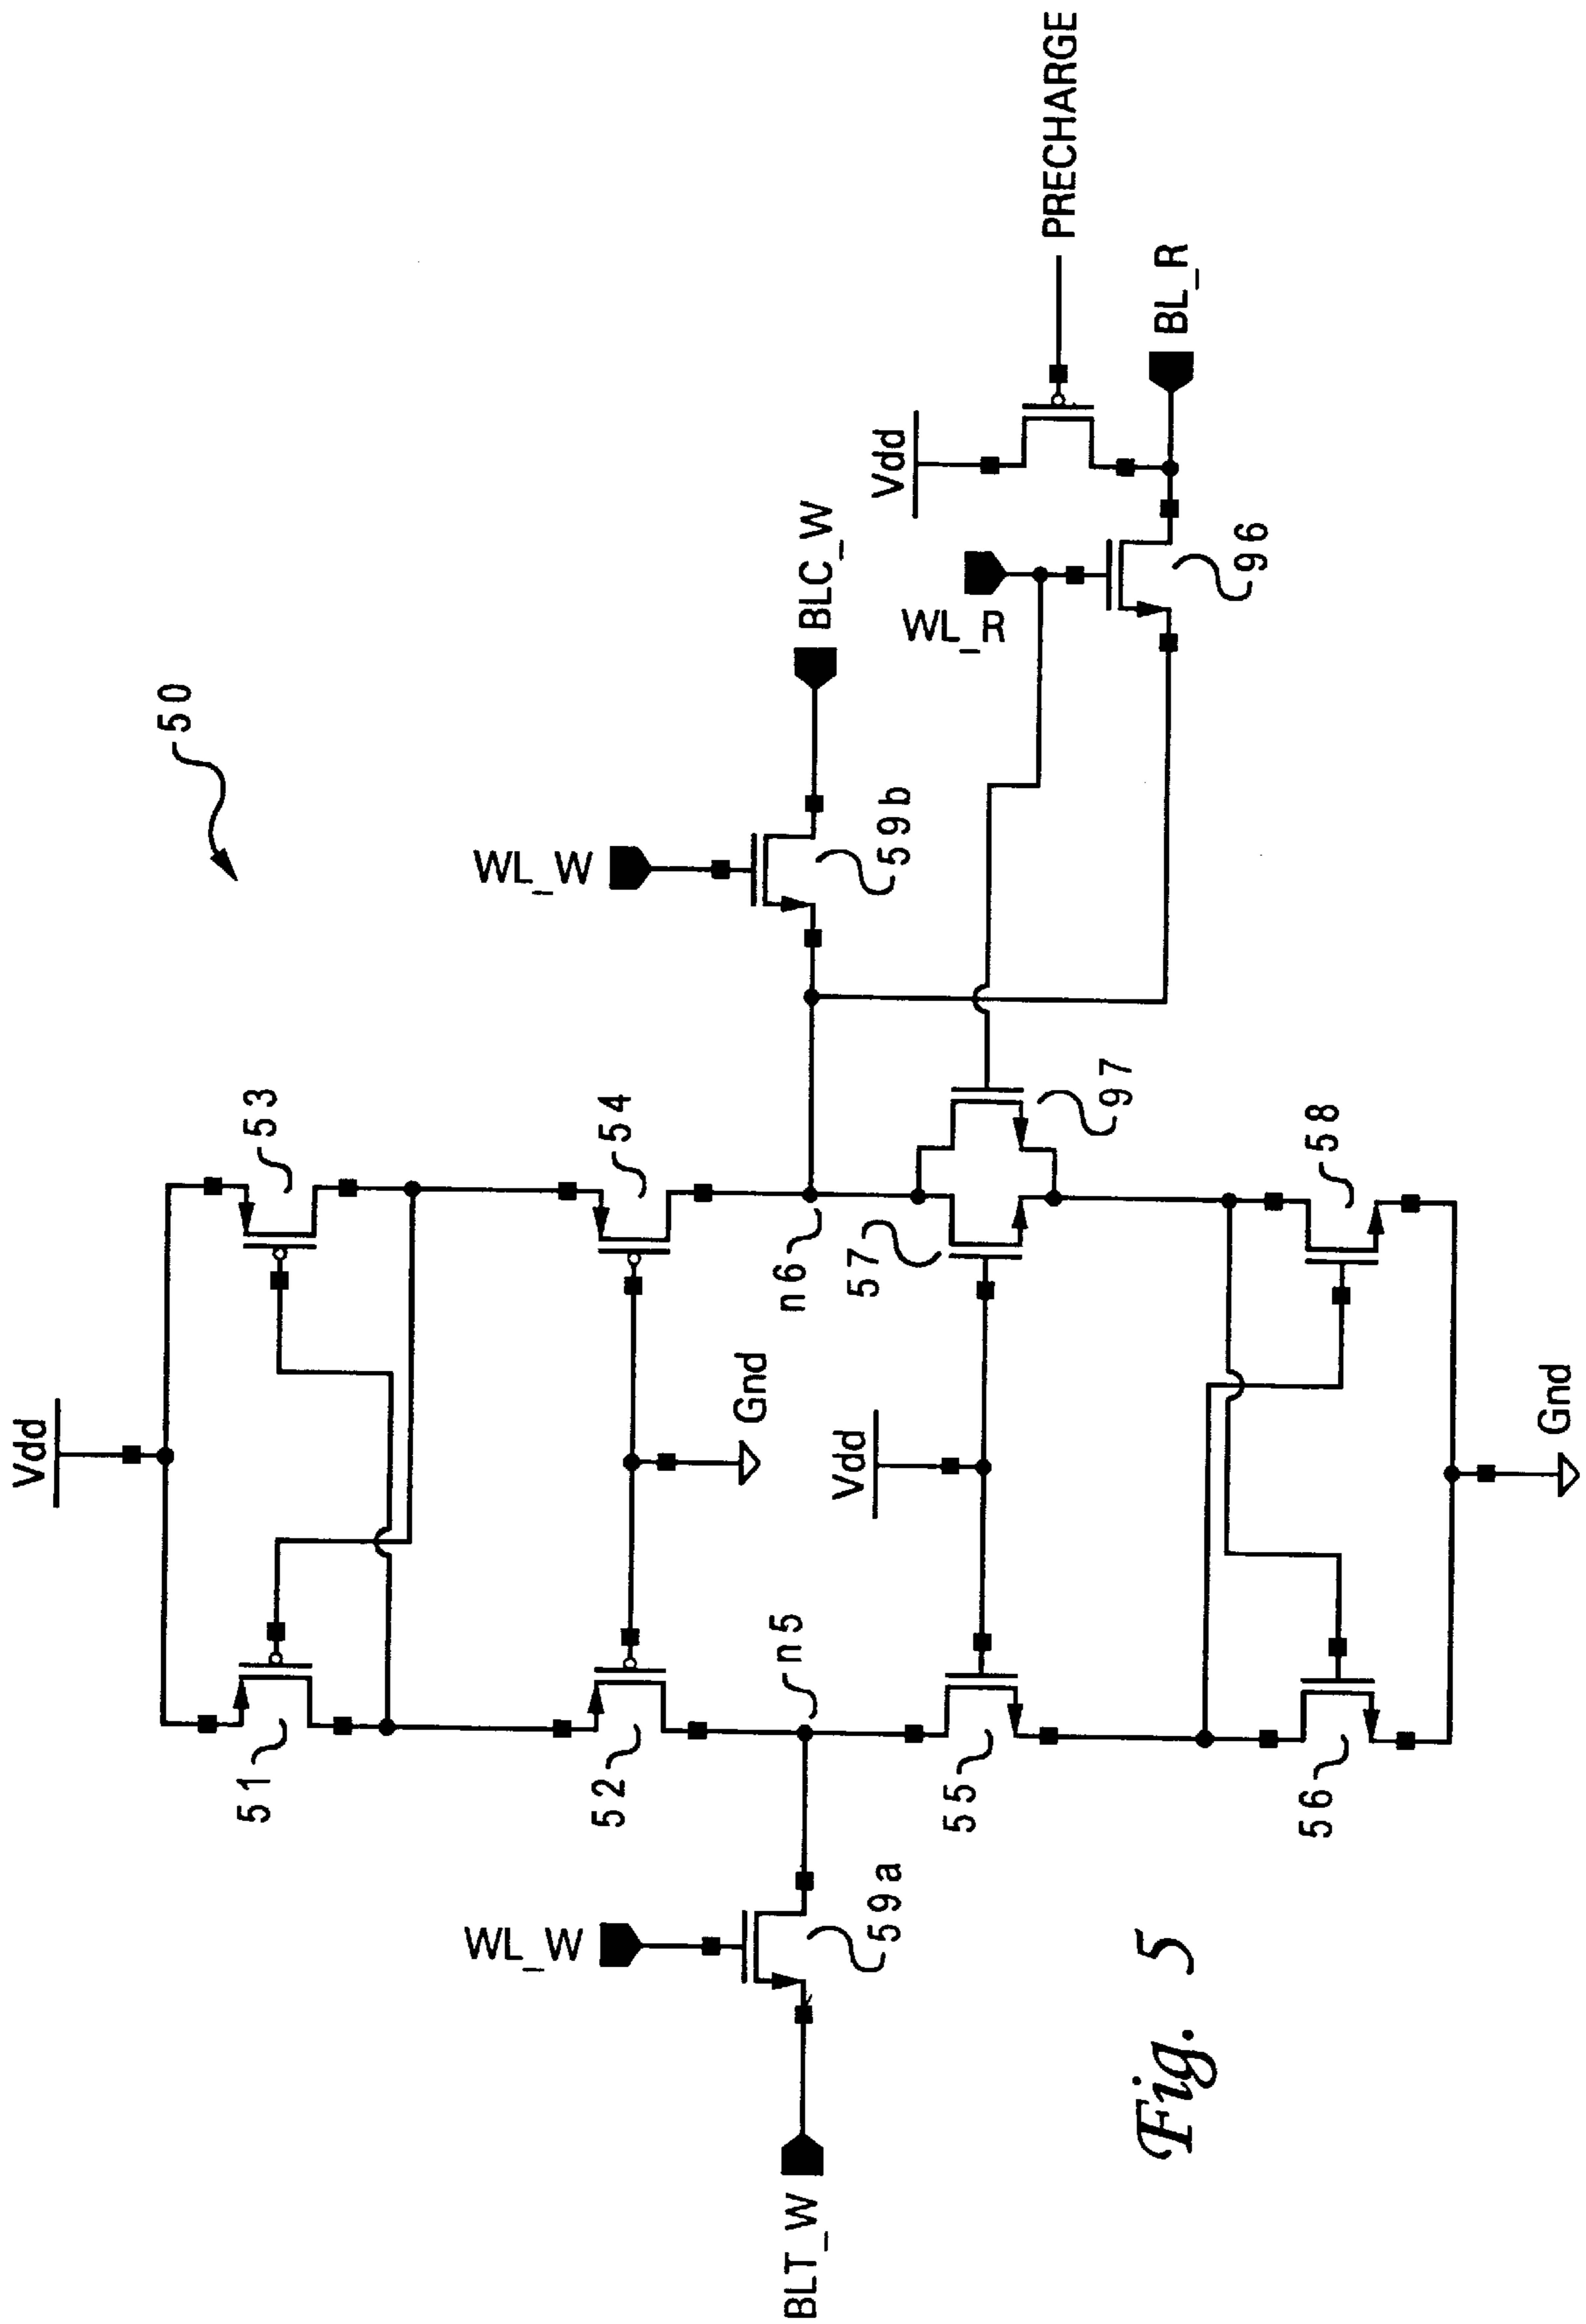 50
Vdd
51
53
52
54
Gnd
WL_W
WL_W
BLT_W
59a
n5
n6
59b
BLC_W
Vdd
55
57
97
WL_R
Vdd
PRECHARGE
BL_R
96
56
58
Gnd
Fig. 5